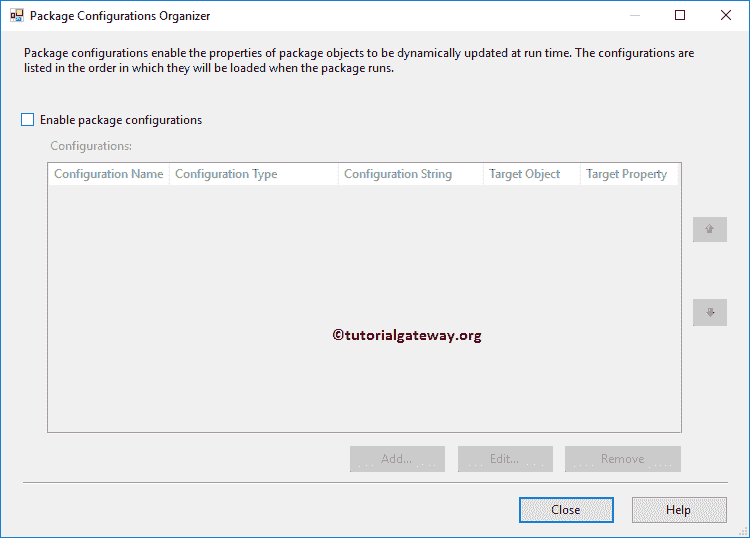 Package Configurations Organizer
Package configurations enable the properties of package objects to be dynamically updated at run time. The configurations are
listed in the order in which they will be loaded when the package runs.
Enable package configurations
Configurations:
Configuration Name Configuration Type Configuration String Target Object Target Property
©tutorialgateway.org
Add... Edit... Remove
Close Help